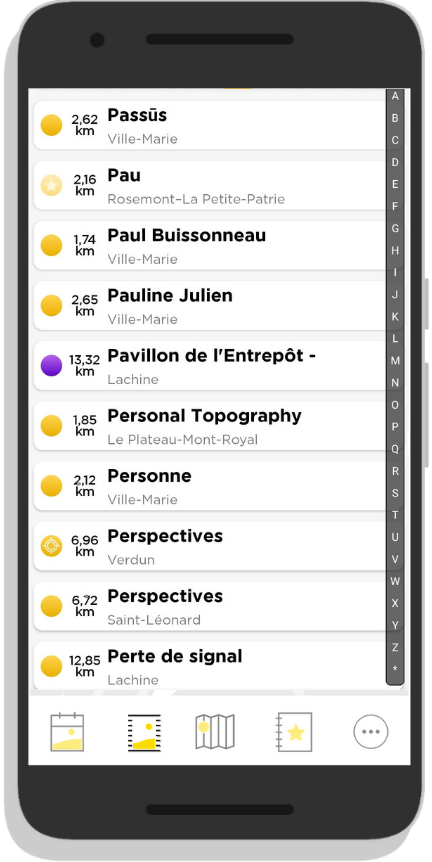 2,62 km Passūs
Ville-Marie
2,16 km Pau
Rosemont–La Petite-Patrie
1,74 km Paul Buissonneau
Ville-Marie
2,65 km Pauline Julien
Ville-Marie
13,32 km Pavillon de l'Entrepôt -
Lachine
1,85 km Personal Topography
Le Plateau-Mont-Royal
2,12 km Personne
Ville-Marie
6,96 km Perspectives
Verdun
6,72 km Perspectives
Saint-Léonard
12,85 km Perte de signal
Lachine
A
B
C
D
E
F
G
H
I
J
K
L
M
N
O
P
Q
R
S
T
U
V
W
X
Y
Z
*